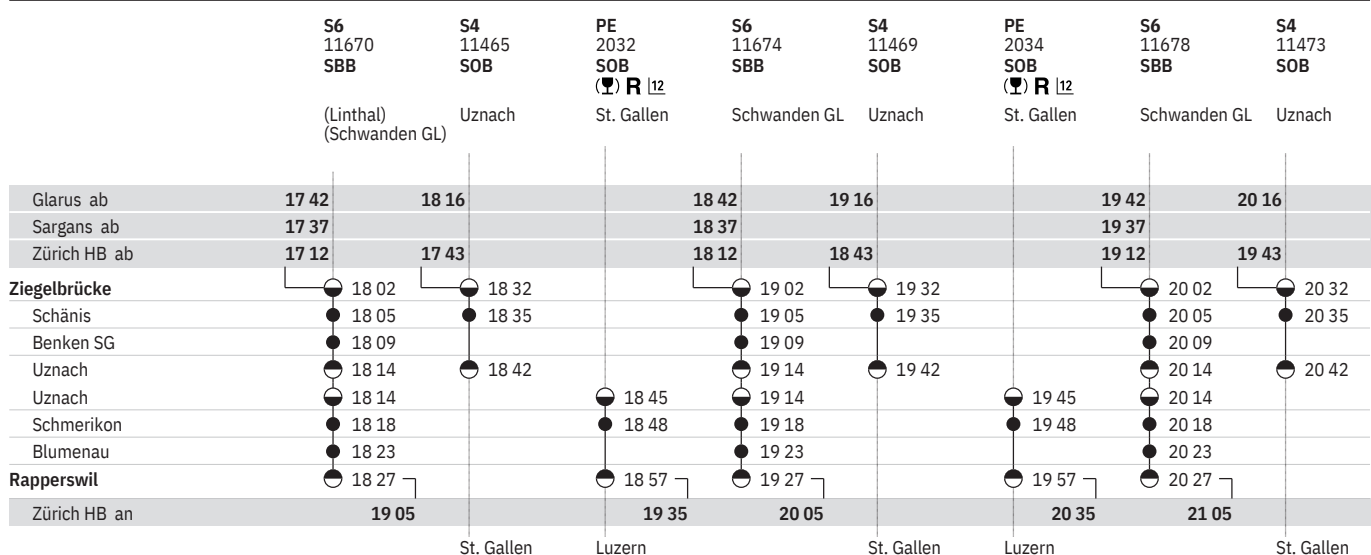 S6 S4 PE S6 S4 PE S6 S4
11670 11465 2032 11674 11469 2034 11678 11473
SBB SOB SOB SBB SOB SOB SBB SOB
R 12 R 12
(Linthal) Uznach St. Gallen Schwanden GL Uznach St. Gallen Schwanden GL Uznach
(Schwanden GL)
Glarus ab 17 42 18 16 18 42 19 16 19 42 20 16
Sargans ab 17 37 18 37 19 37
Zürich HB ab 17 12 17 43 18 12 18 43 19 12 19 43
Ziegelbrücke 18 02 18 32 19 02 19 32 20 02 20 32
Schänis 18 05 18 35 19 05 19 35 20 05 20 35
Benken SG 18 09 19 09 20 09
Uznach 18 14 18 42 19 14 19 42 20 14 20 42
Uznach 18 14 18 45 19 14 19 45 20 14
Schmerikon 18 18 18 48 19 18 19 48 20 18
Blumenau 18 23 19 23 20 23
Rapperswil 18 27 18 57 19 27 19 57 20 27
Zürich HB an 19 05 19 35 20 05 20 35 21 05
St. Gallen Luzern St. Gallen Luzern St. Gallen